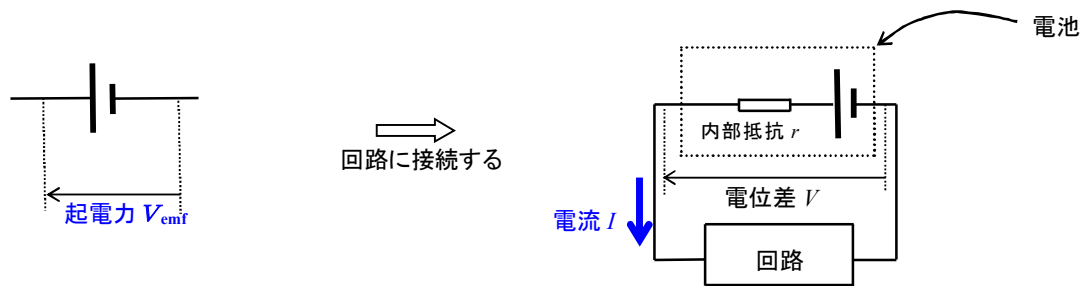 電池
内部抵抗 r
回路に接続する
起電力 Vemf
電位差 V
電流 I
回路